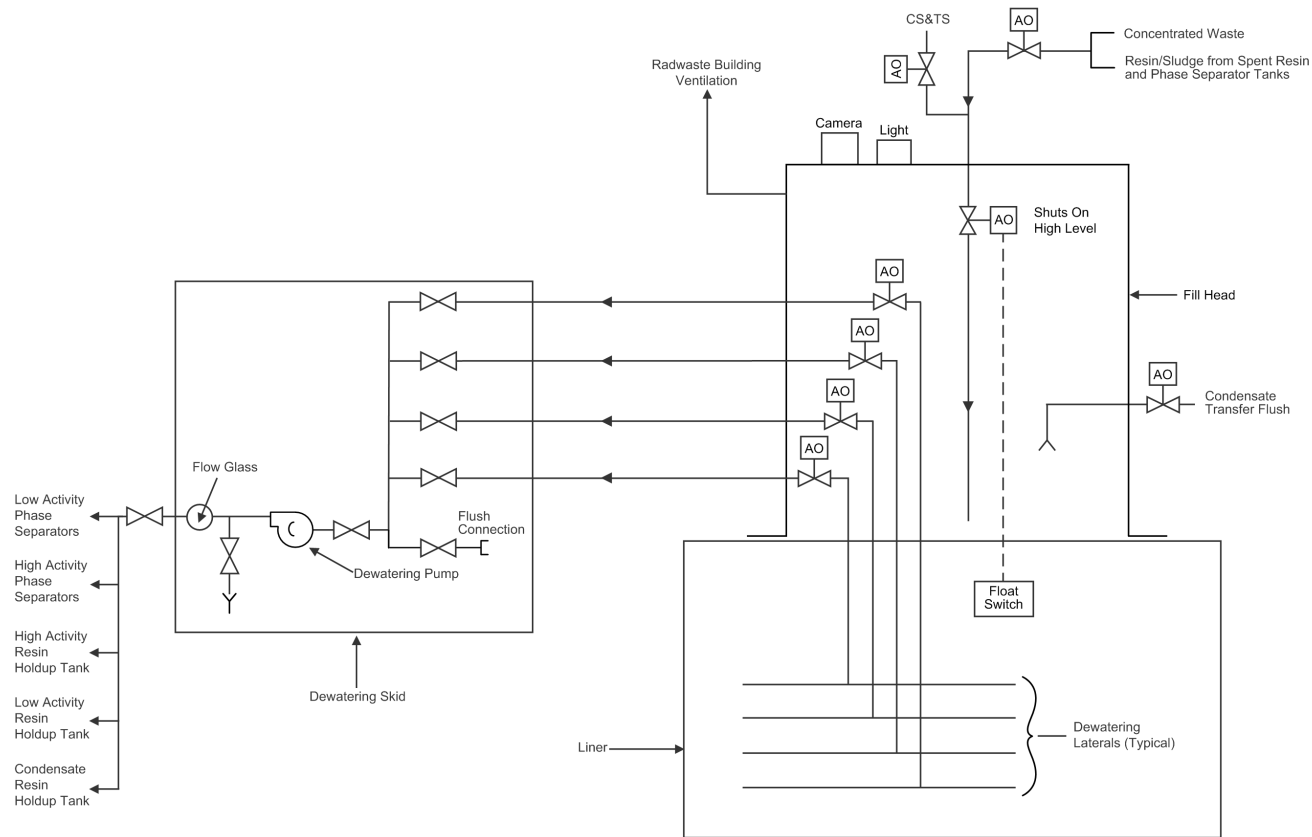 CS&TS
AO
Concentrated Waste
Resin/Sludge from Spent Resin
and Phase Separator Tanks
AO
Radwaste Building
Ventilation
Camera
Light
AO
Shuts On
High Level
AO
Fill Head
AO
AO
Condensate
Transfer Flush
AO
AO
Flow Glass
Low Activity
Phase
Separators
Flush
Connection
Dewatering Pump
High Activity
Phase
Separators
Float
Switch
High Activity
Resin
Holdup Tank
Dewatering Skid
Low Activity
Resin
Holdup Tank
Liner
Dewatering
Laterals (Typical)
Condensate
Resin
Holdup Tank